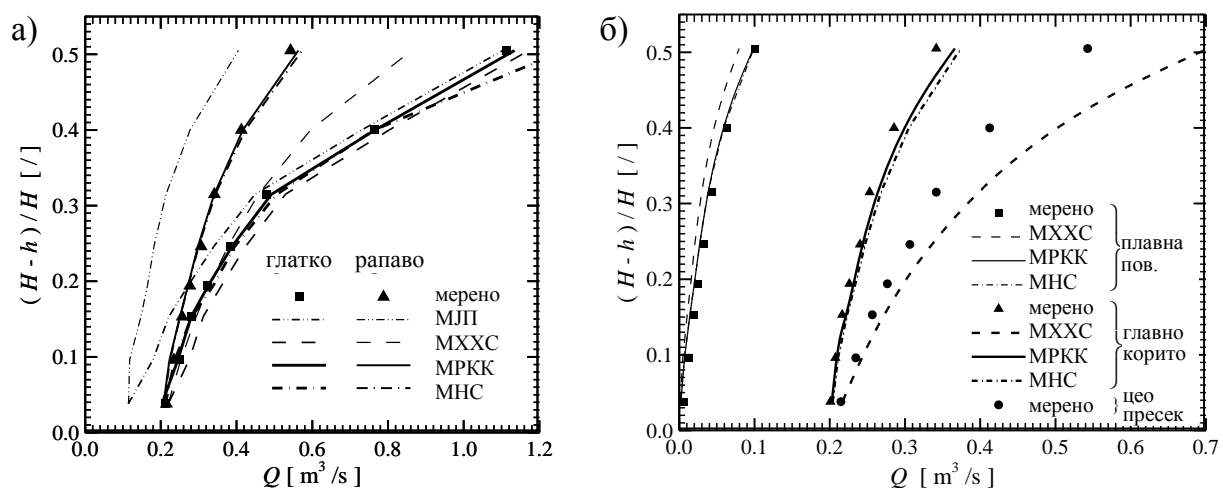 а)
(H - h) / H [ / ]
0.5
0.4
0.3
0.2
0.1
0.0
0.0 0.2 0.4 0.6 0.8 1.0 1.2
Q [ m³ /s ]
глатко рапаво
мерено
МЈП
МХХС
МРКК
МНС
б)
(H - h) / H [ / ]
0.5
0.4
0.3
0.2
0.1
0.0
0.0 0.1 0.2 0.3 0.4 0.5 0.6 0.7
Q [ m³ /s ]
мерено
МХХС
МРКК
МНС
плавна
пов.
мерено
МХХС
МРКК
МНС
главно
корито
мерено
цео
пресек